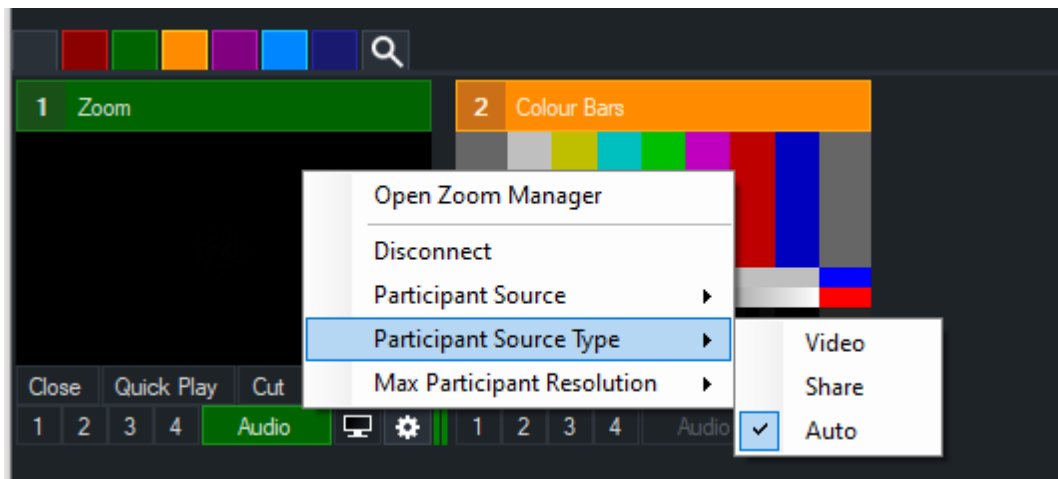 1 Zoom
2 Colour Bars
Open Zoom Manager
Disconnect
Participant Source
Participant Source Type
Max Participant Resolution
Video
Share
Auto
Close Quick Play Cut
1 2 3 4 Audio
1 2 3 4 Audio